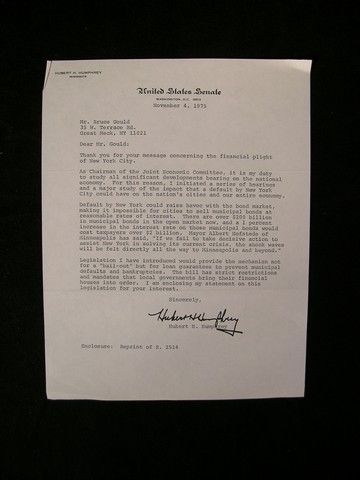 HUBERT H. HUMPHREY
MINNESOTA
United States Senate
WASHINGTON, D.C. 20510
November 4, 1975
Mr. Bruce Gould
35 N. Terrace Rd.
Great Neck, NY 11021
Dear Mr. Gould:
Thank you for your message concerning the financial plight
of New York City.
As Chairman of the Joint Economic Committee, it is my duty
to study all significant developments bearing on the national
economy. For this reason, I initiated a series of hearings
and a major study of the impact that a default by New York
City could have on the nation's cities and our entire economy.
Default by New York could raise havoc with the bond market,
making it impossible for cities to sell municipal bonds at
reasonable rates of interest. There are over $200 billion
in municipal bonds in the open market now, and a 1 percent
increase in the interest rate on those municipal bonds would
cost taxpayers over $2 billion. Mayor Albert Hofstede of
Minneapolis has said, "If we fail to take decisive action to
assist New York in solving its current crisis, the shock waves
will be felt directly all the way to Minneapolis and beyond."
Legislation I have introduced would provide the mechanism not
for a "bail-out" but for loan guarantees to prevent municipal
defaults and bankruptcies. The bill has strict restrictions
and mandates that local governments bring their financial
houses into order. I am enclosing my statement on this
legislation for your interest.
Sincerely,
Hubert H Humphrey
Hubert H. Humphrey
Enclosure: Reprint of S. 2514